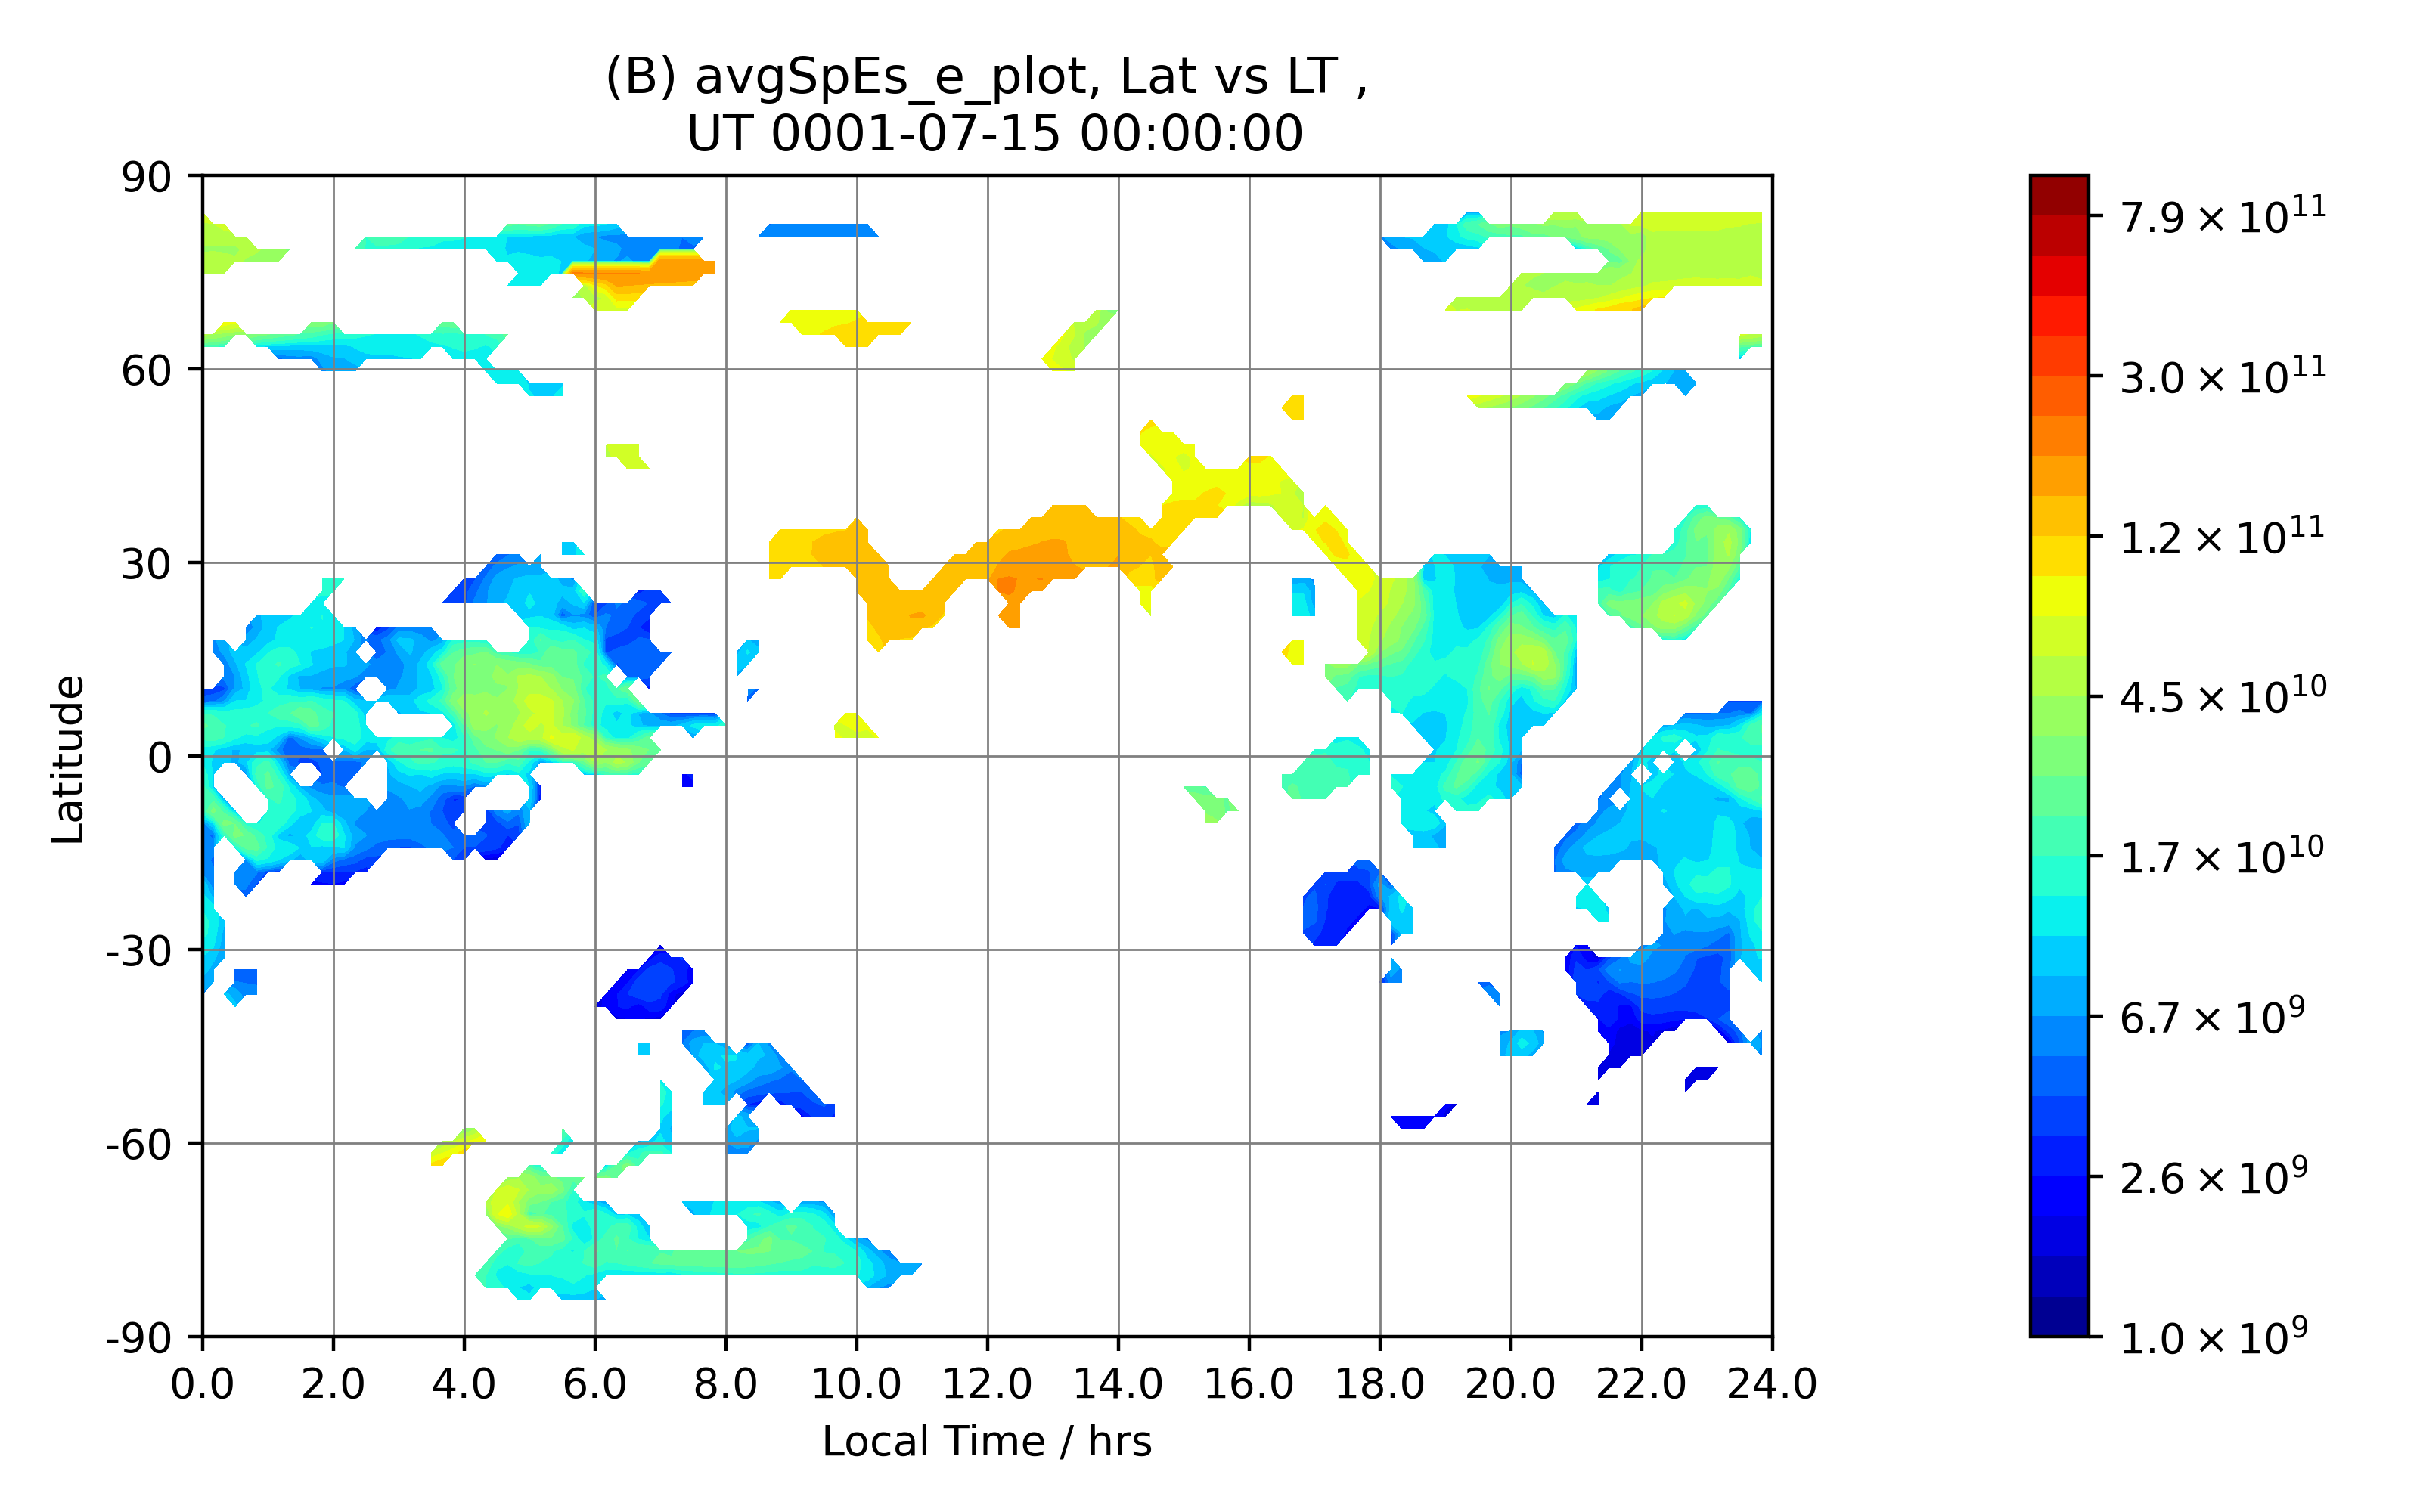 (B) avgSpEs_e_plot, Lat vs LT ,
UT 0001-07-15 00:00:00
90
60
30
0
-30
-60
-90
Latitude
0.0 2.0 4.0 6.0 8.0 10.0 12.0 14.0 16.0 18.0 20.0 22.0 24.0
Local Time / hrs
7.9 × 10¹¹
3.0 × 10¹¹
1.2 × 10¹¹
4.5 × 10¹⁰
1.7 × 10¹⁰
6.7 × 10⁹
2.6 × 10⁹
1.0 × 10⁹